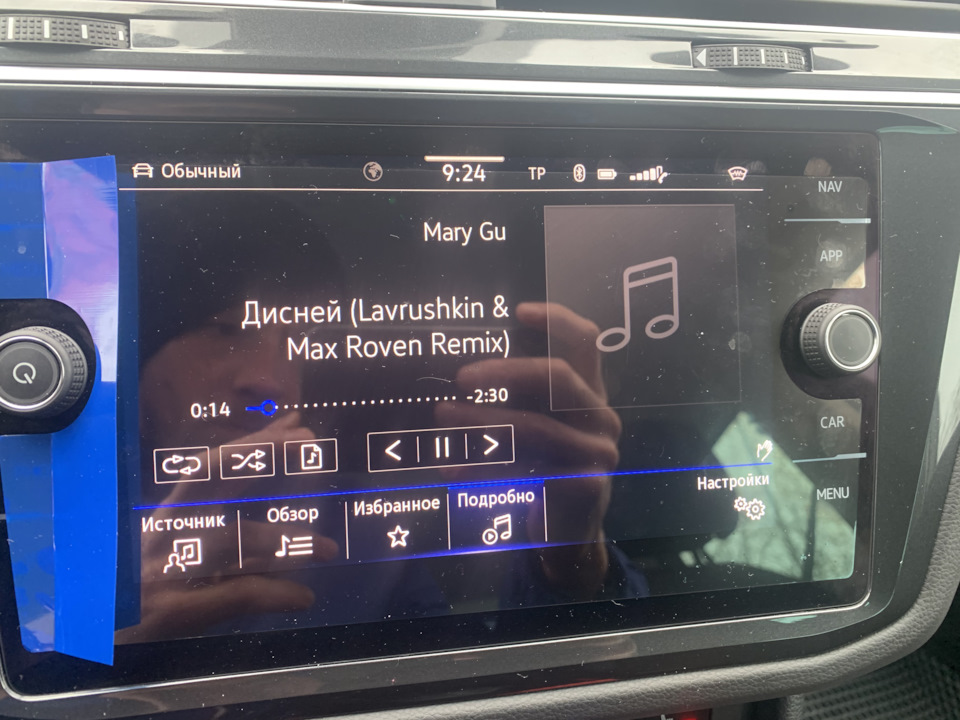 Обычный
9:24
TP
NAV
Mary Gu
APP
Дисней (Lavrushkin &
Max Roven Remix)
0:14
-2:30
CAR
Источник
Обзор
Избранное
Подробно
Настройки
MENU